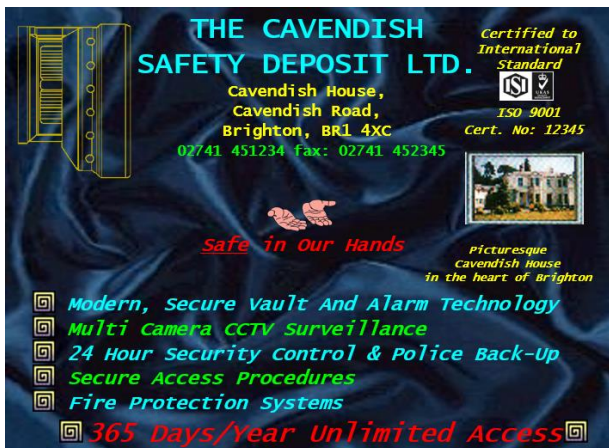 THE CAVENDISH
SAFETY DEPOSIT LTD.
Cavendish House,
Cavendish Road,
Brighton, BR1 4XC
02741 451234 fax: 02741 452345
Certified to
International
Standard
ISO 9001
Cert. No: 12345
Safe in Our Hands
Picturesque
Cavendish House
in the heart of Brighton
Modern, Secure Vault And Alarm Technology
Multi Camera CCTV Surveillance
24 Hour Security Control & Police Back-Up
Secure Access Procedures
Fire Protection Systems
365 Days/Year Unlimited Access